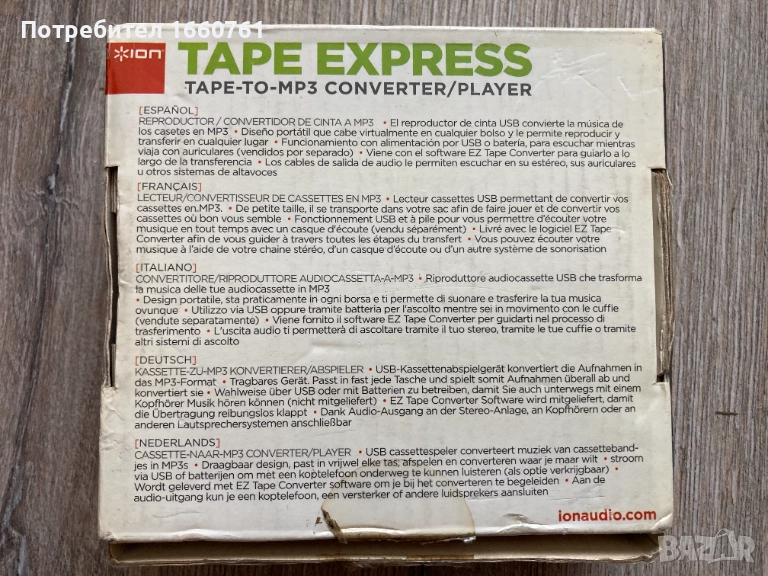 Потребител 1660761
ION
TAPE EXPRESS
TAPE-TO-MP3 CONVERTER/PLAYER
[ESPAÑOL]
REPRODUCTOR / CONVERTIDOR DE CINTA A MP3 • El reproductor de cinta USB convierte la música de
los casetes en MP3 • Diseño portátil que cabe virtualmente en cualquier bolso y le permite reproducir y
transferir en cualquier lugar • Funcionamiento con alimentación por USB o batería, para escuchar mientras
viaja con auriculares (vendidos por separado) • Viene con el software EZ Tape Converter para guiarlo a lo
largo de la transferencia • Los cables de salida de audio le permiten escuchar en su estéreo, sus auriculares
u otros sistemas de altavoces
[FRANÇAIS]
LECTEUR/CONVERTISSEUR DE CASSETTES EN MP3 • Lecteur cassettes USB permettant de convertir vos
cassettes en.MP3. • De petite taille, il se transporte dans votre sac afin de faire jouer et de convertir vos
cassettes où bon vous semble • Fonctionnement USB et à pile pour vous permettre d'écouter votre
musique en tout temps avec un casque d'écoute (vendu séparément) • Livré avec le logiciel EZ Tape
Converter afin de vous guider à travers toutes les étapes du transfert • Vous pouvez écouter votre
musique à l'aide de votre chaine stéréo, d'un casque d'écoute ou d'un autre système de sonorisation
[ITALIANO]
CONVERTITORE/RIPRODUTTORE AUDIOCASSETTA-A-MP3 • Riproduttore audiocassette USB che trasforma
la musica delle tue audiocassette in MP3
• Design portatile, sta praticamente in ogni borsa e ti permette di suonare e trasferire la tua musica
ovunque • Utilizzo via USB oppure tramite batteria per l'ascolto mentre sei in movimento con le cuffie
(vendute separatamente) • Viene fornito il software EZ Tape Converter per guidarti nel processo di
trasferimento • L'uscita audio ti permetterà di ascoltare tramite il tuo stereo, tramite le tue cuffie o tramite
altri sistemi di ascolto
[DEUTSCH]
KASSETTE-ZU-MP3 KONVERTIERER/ABSPIELER • USB-Kassettenabspielgerät konvertiert die Aufnahmen in
das MP3-Format • Tragbares Gerät. Passt in fast jede Tasche und spielt somit Aufnahmen überall ab und
konvertiert sie • Wahlweise über USB oder mit Batterien zu betreiben, damit Sie auch unterwegs mit einem
Kopfhörer Musik hören können (nicht mitgeliefert) • EZ Tape Converter Software wird mitgeliefert, damit
die Übertragung reibungslos klappt • Dank Audio-Ausgang an der Stereo-Anlage, an Kopfhörern oder an
anderen Lautsprechersystemen anschließbar
[NEDERLANDS]
CASSETTE-NAAR-MP3 CONVERTER/PLAYER • USB cassettespeler converteert muziek van cassetteband-
jes in MP3s • Draagbaar design, past in vrijwel elke tas, afspelen en converteren waar je maar wilt • stroom
via USB of batterijen om met een koptelefoon onderweg te kunnen luisteren (als optie verkrijgbaar) •
Wordt geleverd met EZ Tape Converter software om je bij het converteren te begeleiden • Aan de
audio-uitgang kun je een koptelefoon, een versterker of andere luidsprekers aansluiten
ionaudio.com
BAZAR